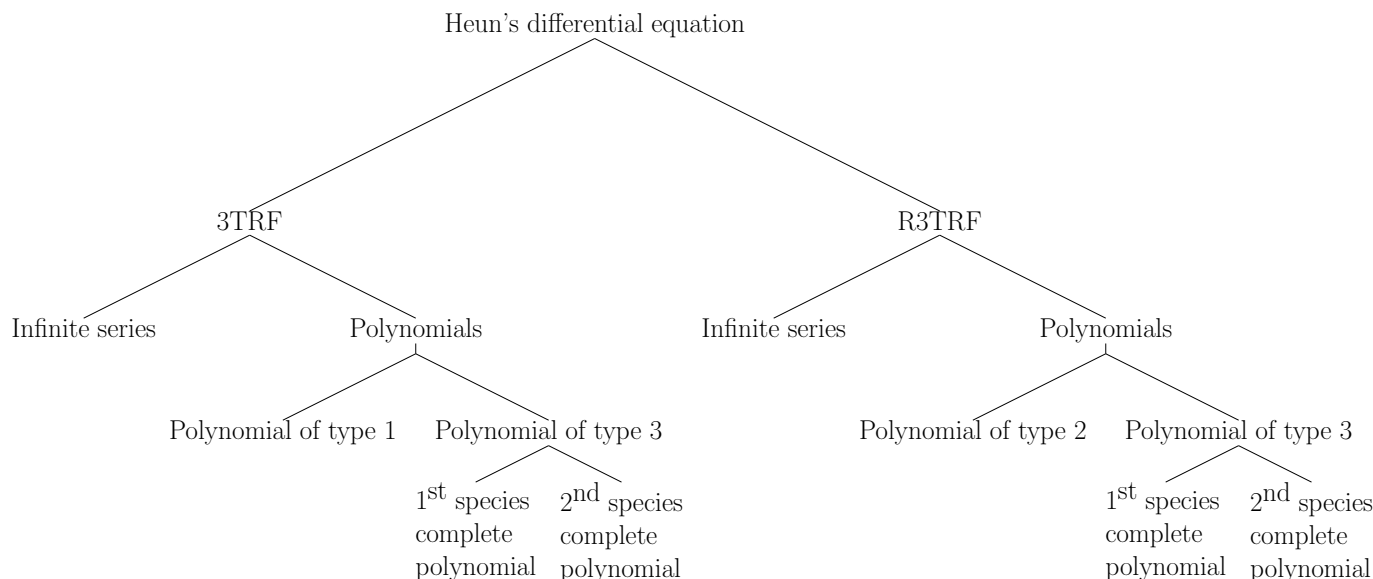 Heun's differential equation
3TRF
R3TRF
Infinite series
Polynomials
Infinite series
Polynomials
Polynomial of type 1
Polynomial of type 3
Polynomial of type 2
Polynomial of type 3
1st species
complete
polynomial
2nd species
complete
polynomial
1st species
complete
polynomial
2nd species
complete
polynomial